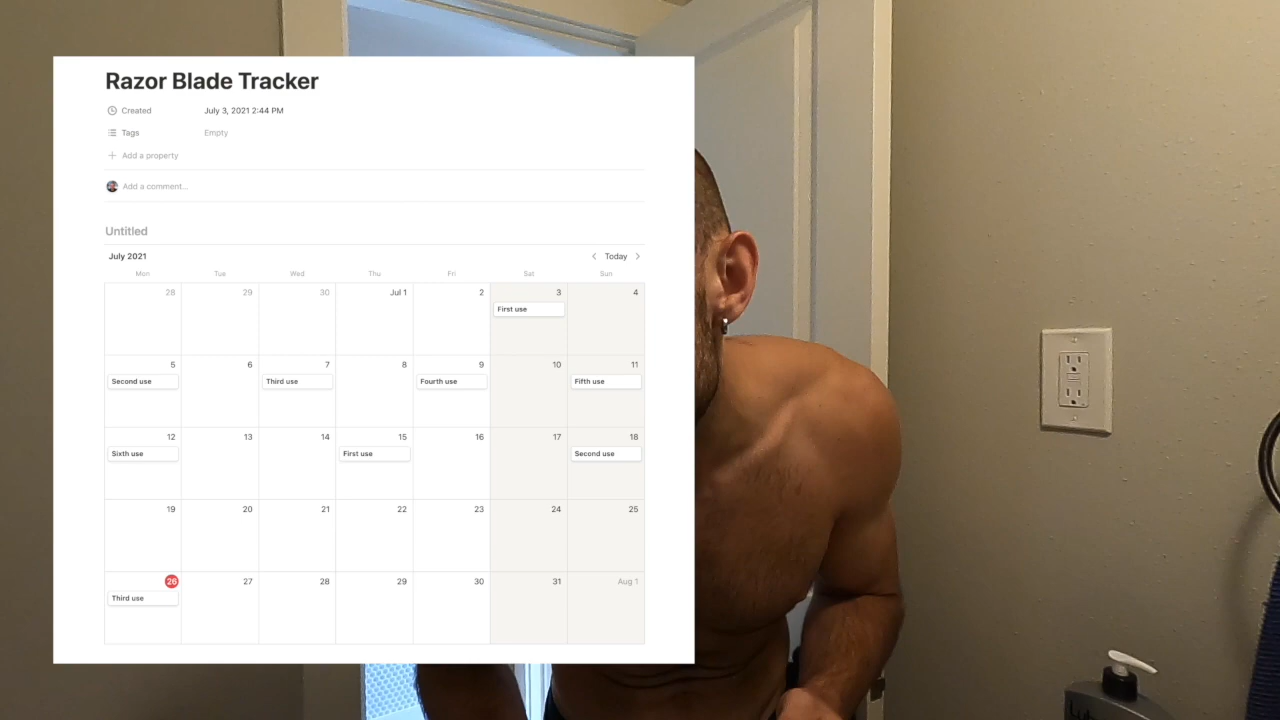 Razor Blade Tracker
Created July 3, 2021 2:44 PM
Tags Empty
Add a property
Add a comment...
Untitled
July 2021 Today
Mon Tue Wed Thu Fri Sat Sun
28 29 30 Jul 1 2 3 4
First use
5 6 7 8 9 10 11
Second use Third use Fourth use Fifth use
12 13 14 15 16 17 18
Sixth use First use Second use
19 20 21 22 23 24 25
26 27 28 29 30 31 Aug 1
Third use